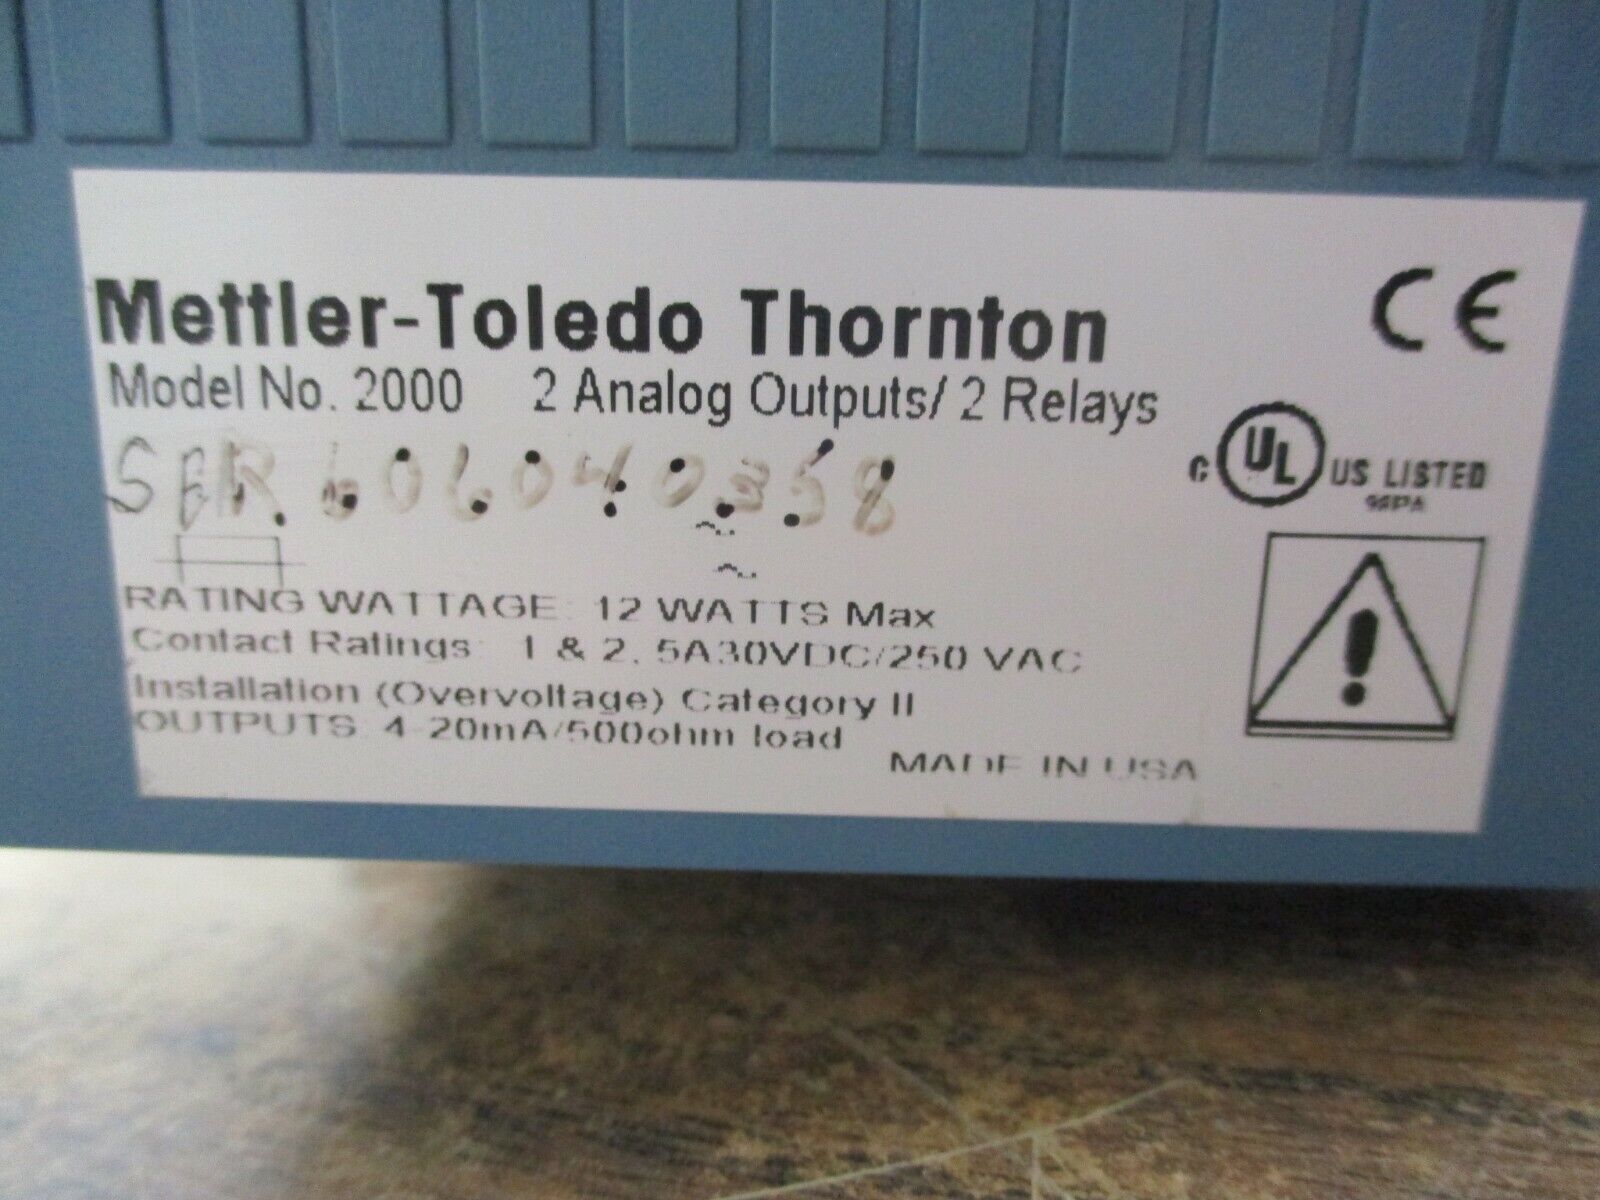 Mettler-Toledo Thornton
CE
Model No. 2000 2 Analog Outputs/ 2 Relays
SER. 606040358
C UL US LISTED
RATING WATTAGE: 12 WATTS Max
Contact Ratings: 1 & 2, 5A30VDC/250 VAC
Installation (Overvoltage) Category II
OUTPUTS: 4-20mA/500ohm load
MADE IN USA